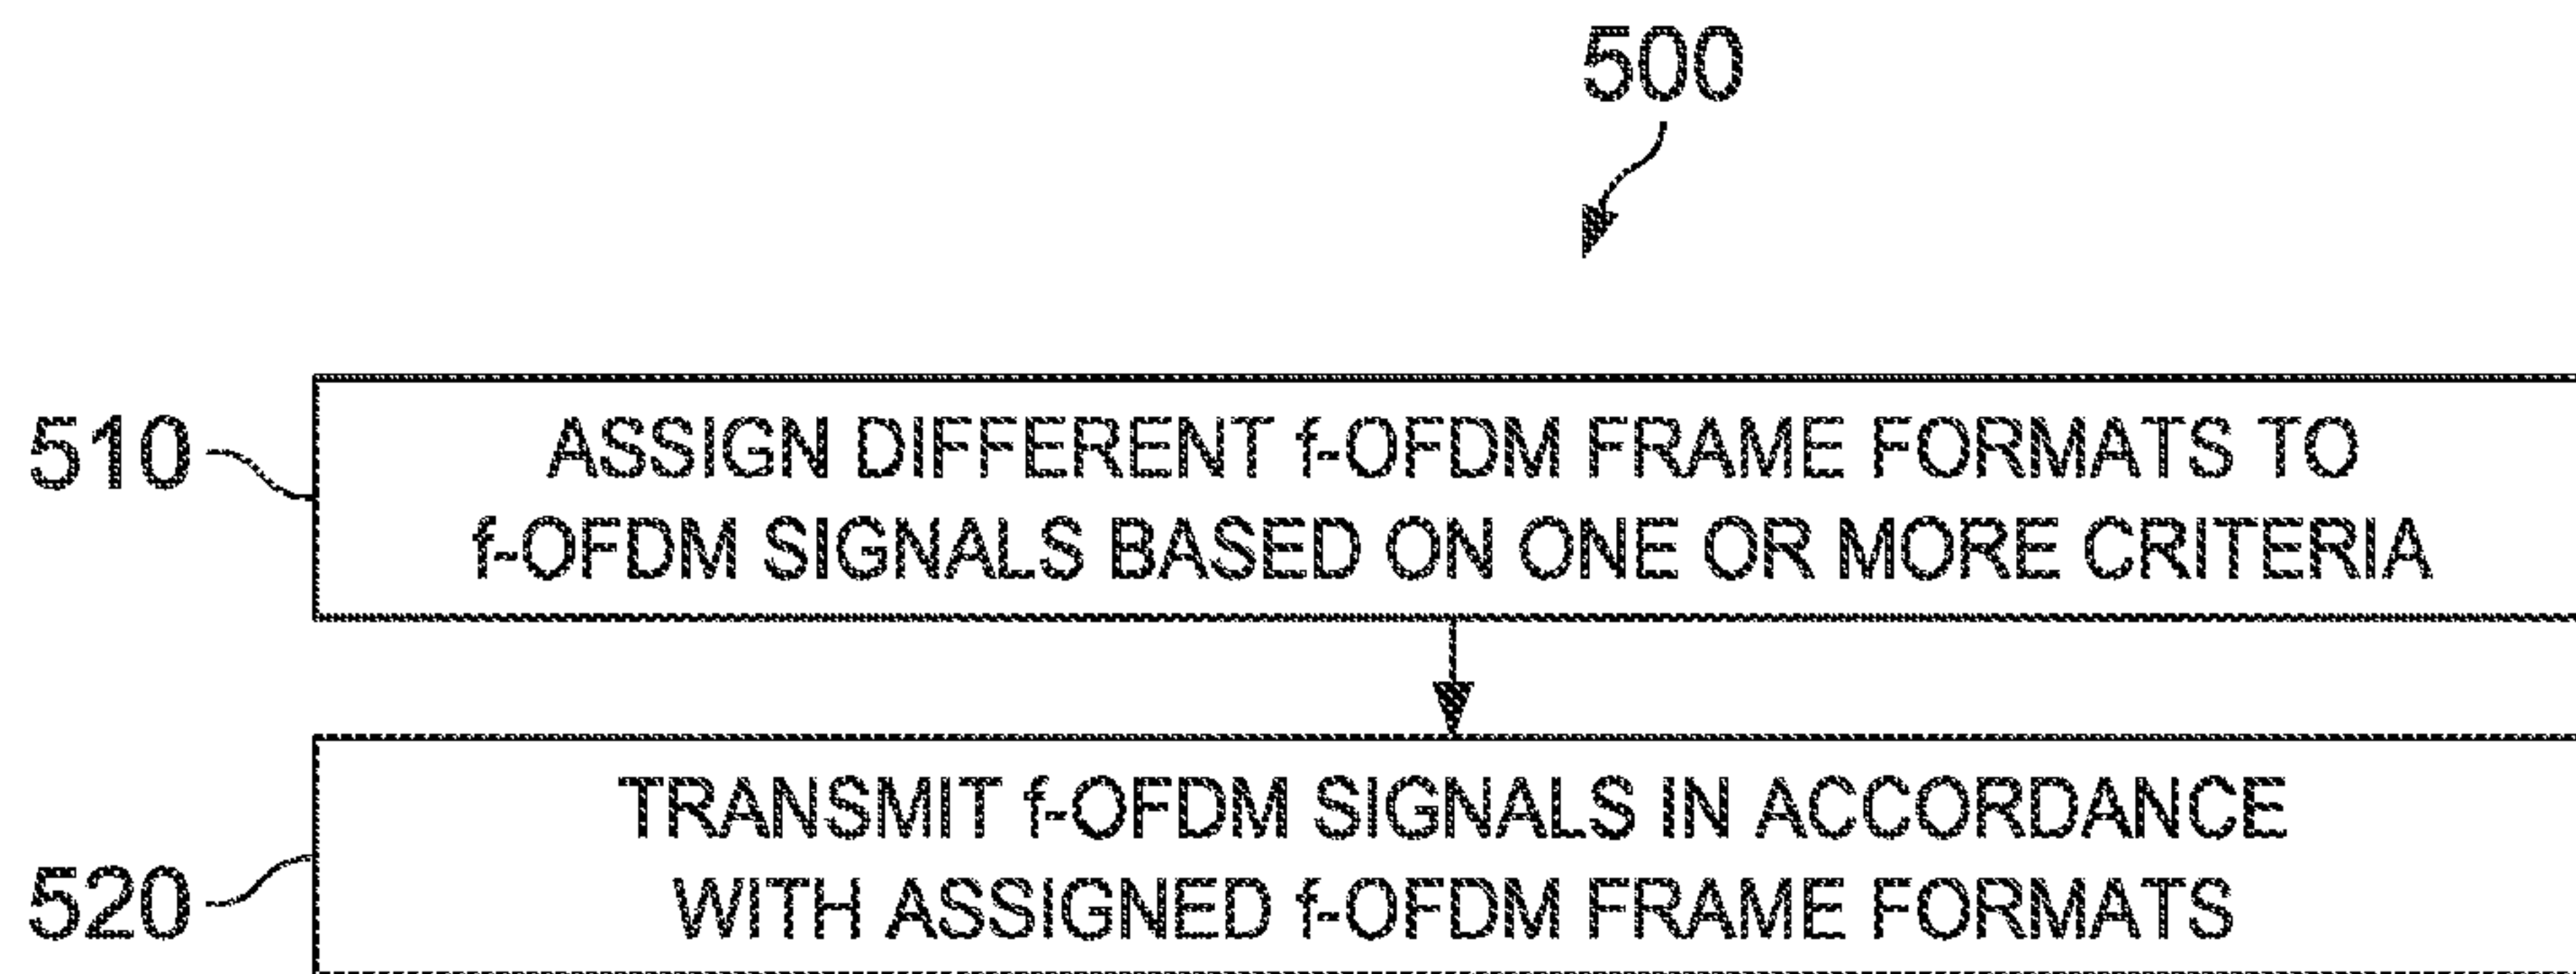 500
510
ASSIGN DIFFERENT f-OFDM FRAME FORMATS TO
f-OFDM SIGNALS BASED ON ONE OR MORE CRITERIA
520
TRANSMIT f-OFDM SIGNALS IN ACCORDANCE
WITH ASSIGNED f-OFDM FRAME FORMATS